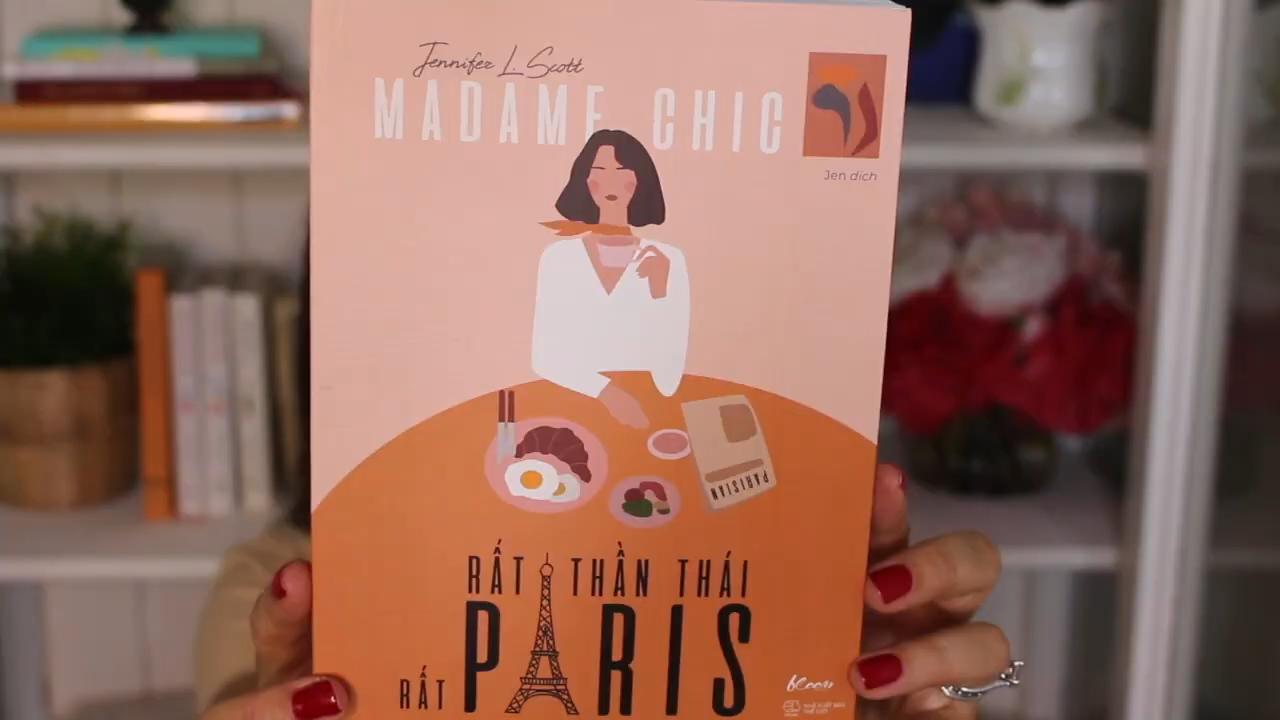 Jennifer L. Scott
MADAME CHIC
Jen dịch
PARISIAN
RẤT THẦN THÁI
RẤT PARIS
bloom